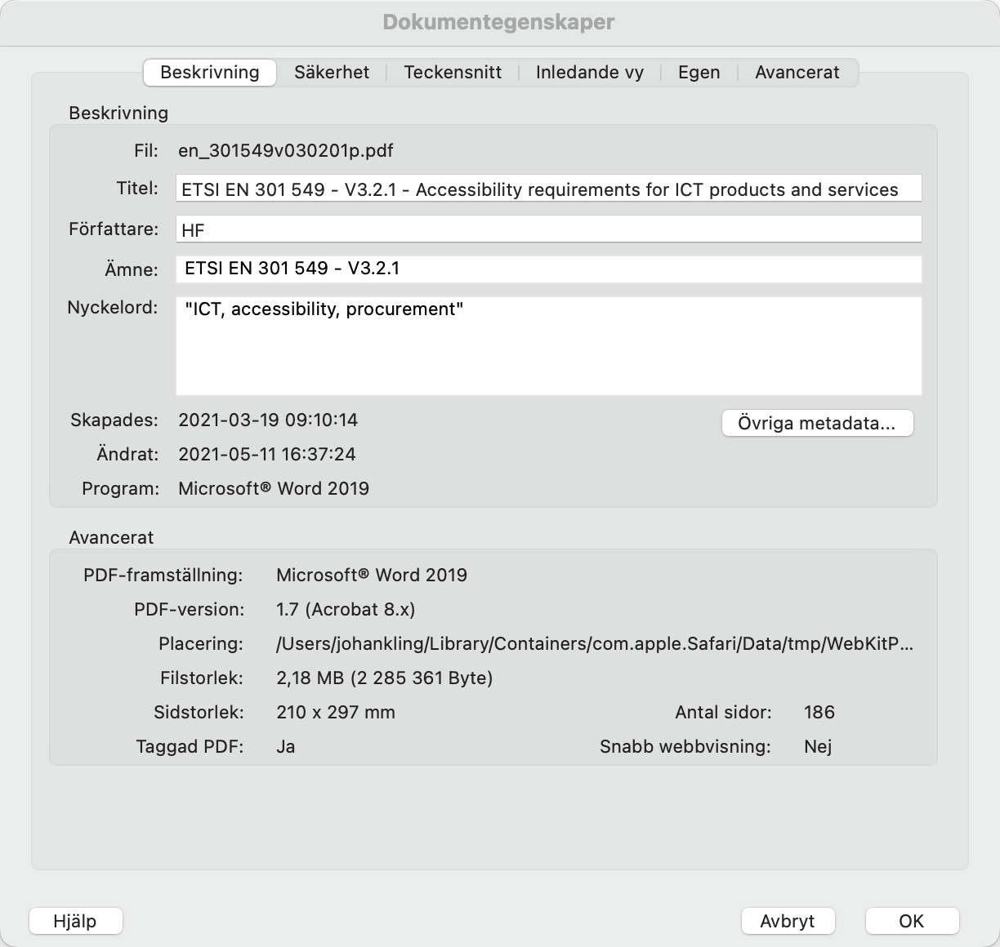 Dokumentegenskaper
Beskrivning Säkerhet Teckensnitt Inledande vy Egen Avancerat
Beskrivning
Fil: en_301549v030201p.pdf
Titel: ETSI EN 301 549 - V3.2.1 - Accessibility requirements for ICT products and services
Författare: HF
Ämne: ETSI EN 301 549 - V3.2.1
Nyckelord: "ICT, accessibility, procurement"
Skapades: 2021-03-19 09:10:14 Övriga metadata...
Ändrat: 2021-05-11 16:37:24
Program: Microsoft® Word 2019
Avancerat
PDF-framställning: Microsoft® Word 2019
PDF-version: 1.7 (Acrobat 8.x)
Placering: /Users/johankling/Library/Containers/com.apple.Safari/Data/tmp/WebKitP...
Filstorlek: 2,18 MB (2 285 361 Byte)
Sidstorlek: 210 x 297 mm Antal sidor: 186
Taggad PDF: Ja Snabb webbvisning: Nej
Hjälp Avbryt OK